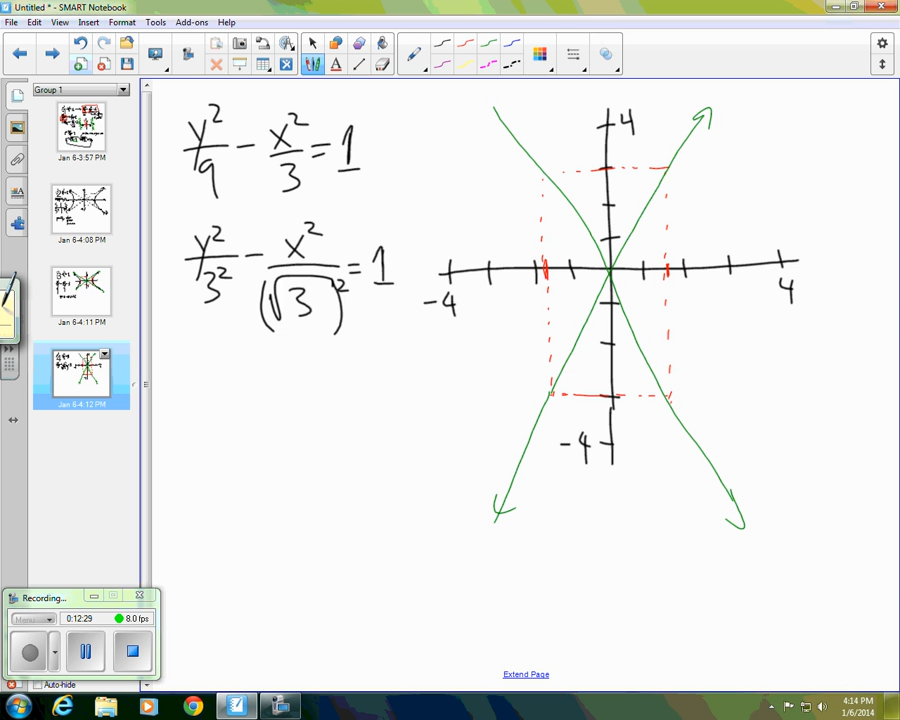 Untitled * - SMART Notebook
File Edit View Insert Format Tools Add-ons Help
Group 1
Jan 6-3:57 PM
Jan 6-4:08 PM
Jan 6-4:11 PM
Jan 6-4:12 PM
y²/9 - x²/3 = 1
y²/3² - x²/(√3)² = 1
4
-4
4
-4
Recording...
Menu
0:12:29
8.0 fps
Auto-hide
Extend Page
4:14 PM
1/6/2014